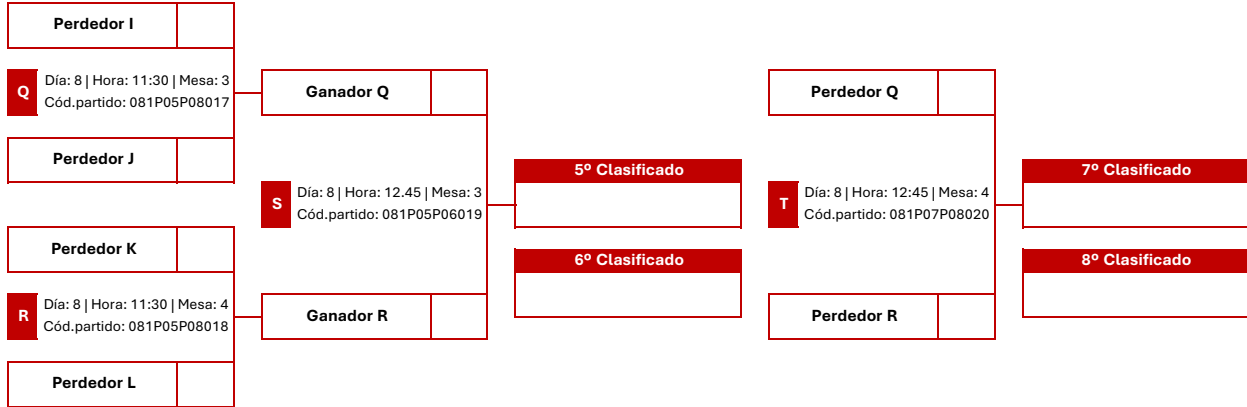 Perdedor I
Q
Día: 8 | Hora: 11:30 | Mesa: 3
Cód.partido: 081P05P08017
Perdedor J
Perdedor K
R
Día: 8 | Hora: 11:30 | Mesa: 4
Cód.partido: 081P05P08018
Perdedor L
Ganador Q
S
Día: 8 | Hora: 12.45 | Mesa: 3
Cód.partido: 081P05P06019
Ganador R
5º Clasificado
6º Clasificado
Perdedor Q
T
Día: 8 | Hora: 12:45 | Mesa: 4
Cód.partido: 081P07P08020
Perdedor R
7º Clasificado
8º Clasificado